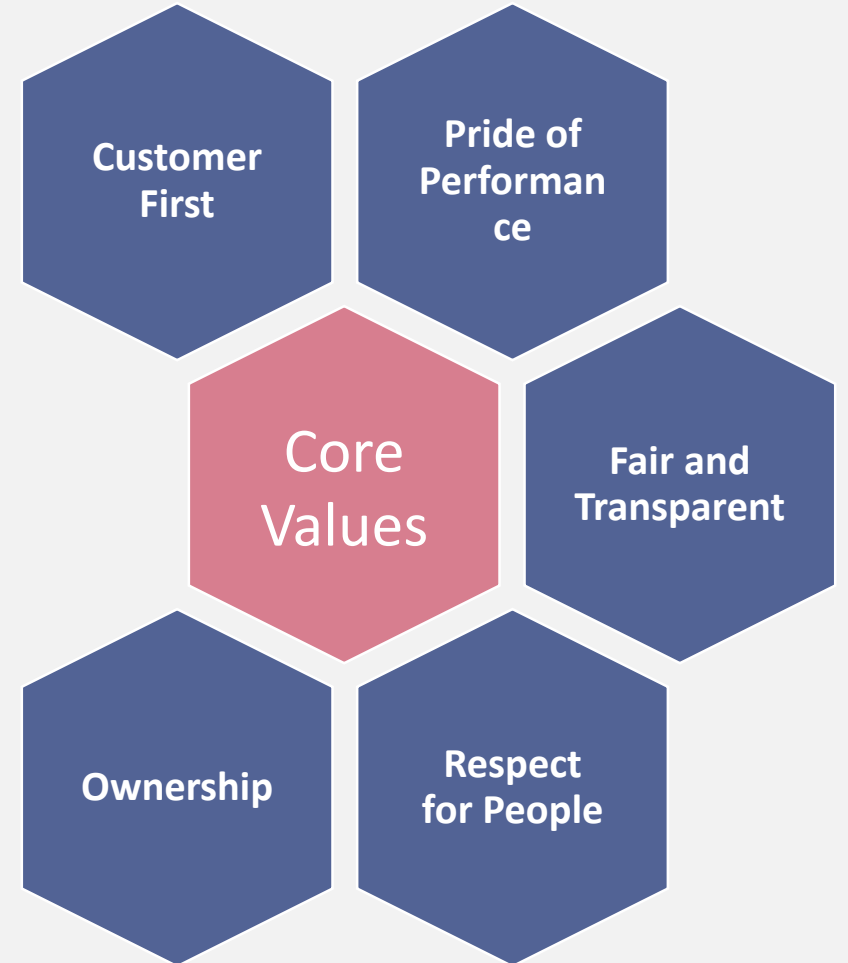 Customer
First
Pride of
Performan
ce
Core
Values
Fair and
Transparent
Ownership
Respect
for People